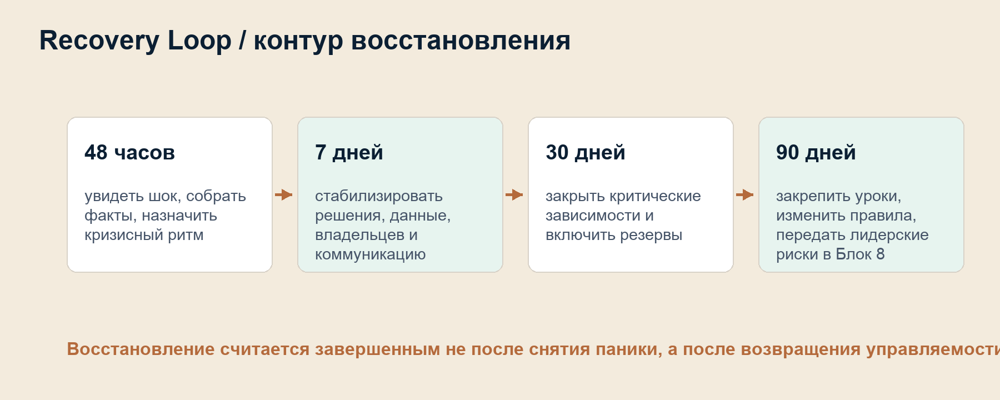 Recovery Loop / контур восстановления
48 часов
увидеть шок, собрать
факты, назначить
кризисный ритм
7 дней
стабилизировать
решения, данные,
владельцев и
коммуникацию
30 дней
закрыть критические
зависимости и
включить резервы
90 дней
закрепить уроки,
изменить правила,
передать лидерские
риски в Блок 8
Восстановление считается завершенным не после снятия паники, а после возвращения управляемости